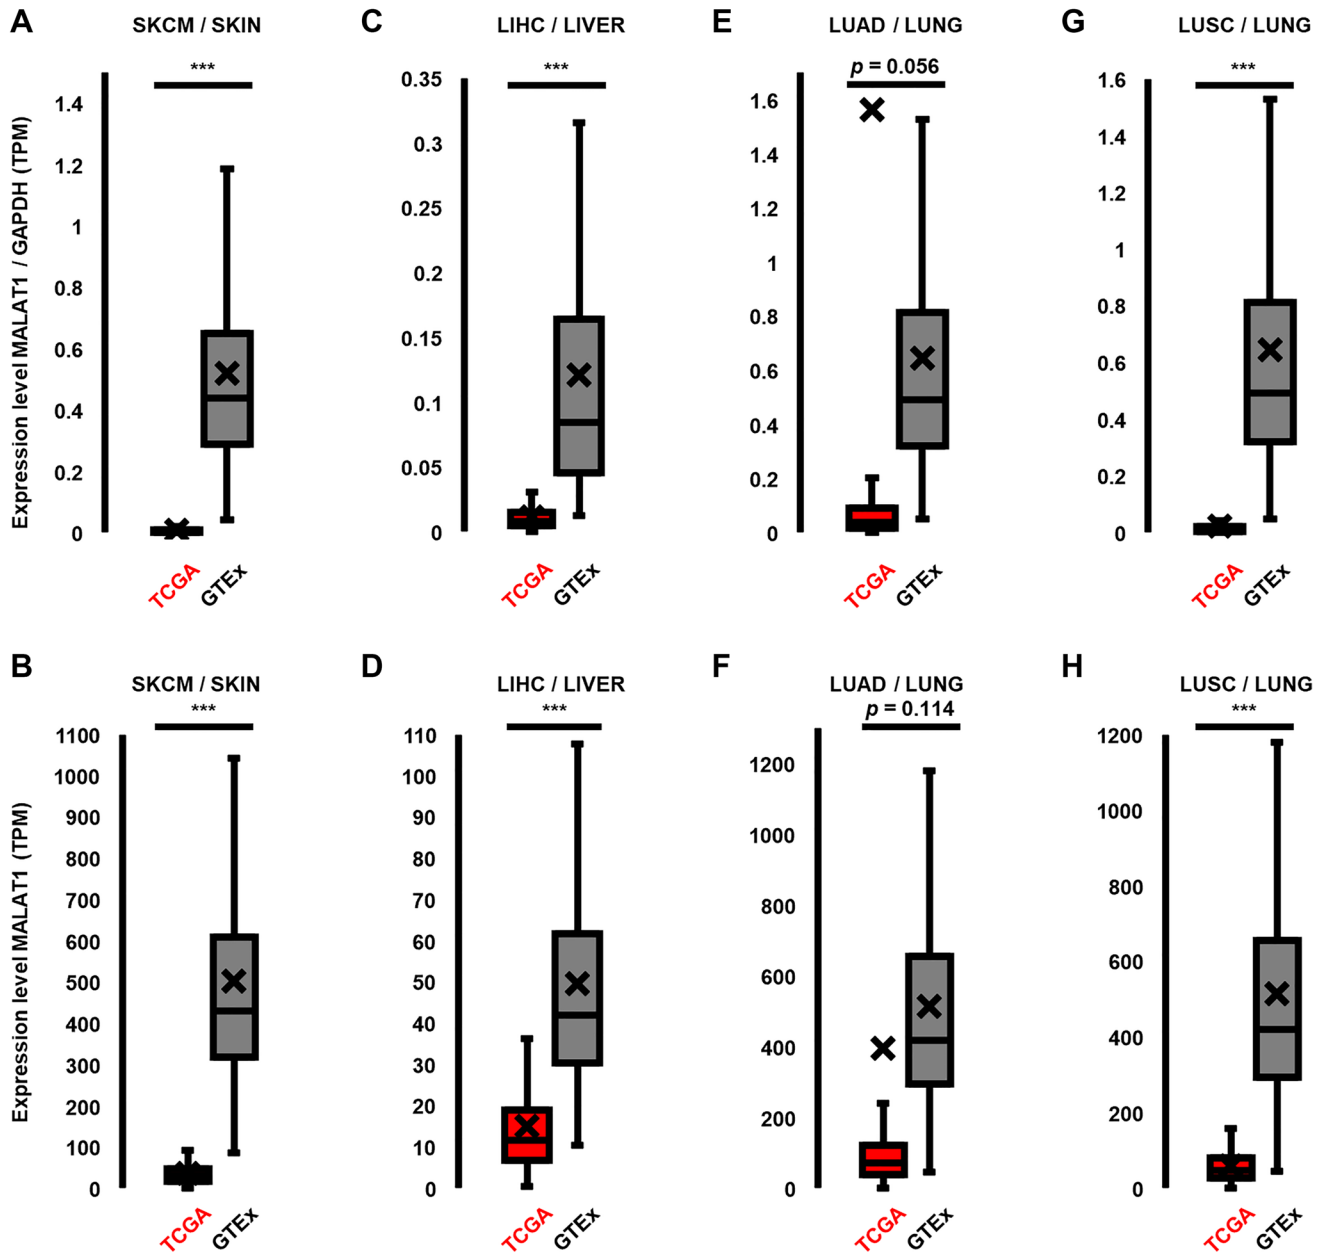 A
SKCM / SKIN
***
Expression level MALAT1 / GAPDH (TPM)
1.4
1.2
1
0.8
0.6
0.4
0.2
0
TCGA
GTEx
C
LIHC / LIVER
***
0.35
0.3
0.25
0.2
0.15
0.1
0.05
0
TCGA
GTEx
E
LUAD / LUNG
p = 0.056
1.6
1.4
1.2
1
0.8
0.6
0.4
0.2
0
TCGA
GTEx
G
LUSC / LUNG
***
1.6
1.4
1.2
1
0.8
0.6
0.4
0.2
0
TCGA
GTEx
B
SKCM / SKIN
***
Expression level MALAT1 (TPM)
1100
1000
900
800
700
600
500
400
300
200
100
0
TCGA
GTEx
D
LIHC / LIVER
***
110
100
90
80
70
60
50
40
30
20
10
0
TCGA
GTEx
F
LUAD / LUNG
p = 0.114
1200
1000
800
600
400
200
0
TCGA
GTEx
H
LUSC / LUNG
***
1200
1000
800
600
400
200
0
TCGA
GTEx